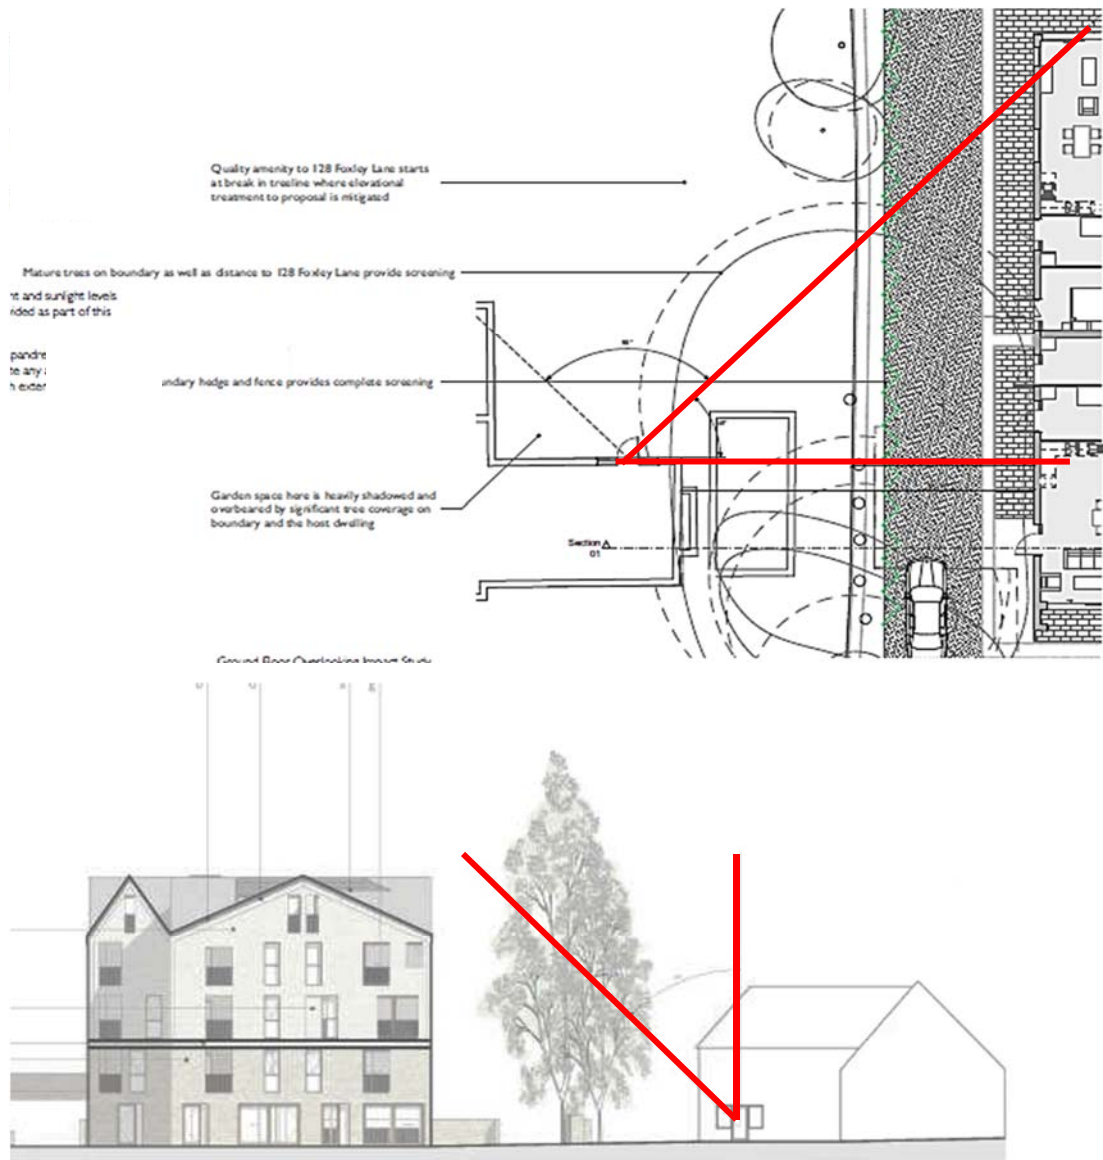 Quality amenity to 128 Foxley Lane starts
at break in treeline where elevational
treatment to proposal is mitigated
Mature trees on boundary as well as distance to 128 Foxley Lane provide screening
nt and sunlight levels
vided as part of this
pandre
te any
h exter
undary hedge and fence provides complete screening
Garden space here is heavily shadowed and
overbeared by significant tree coverage on
boundary and the host dwelling
Section A
01
Ground Floor Overlooking Impact Study